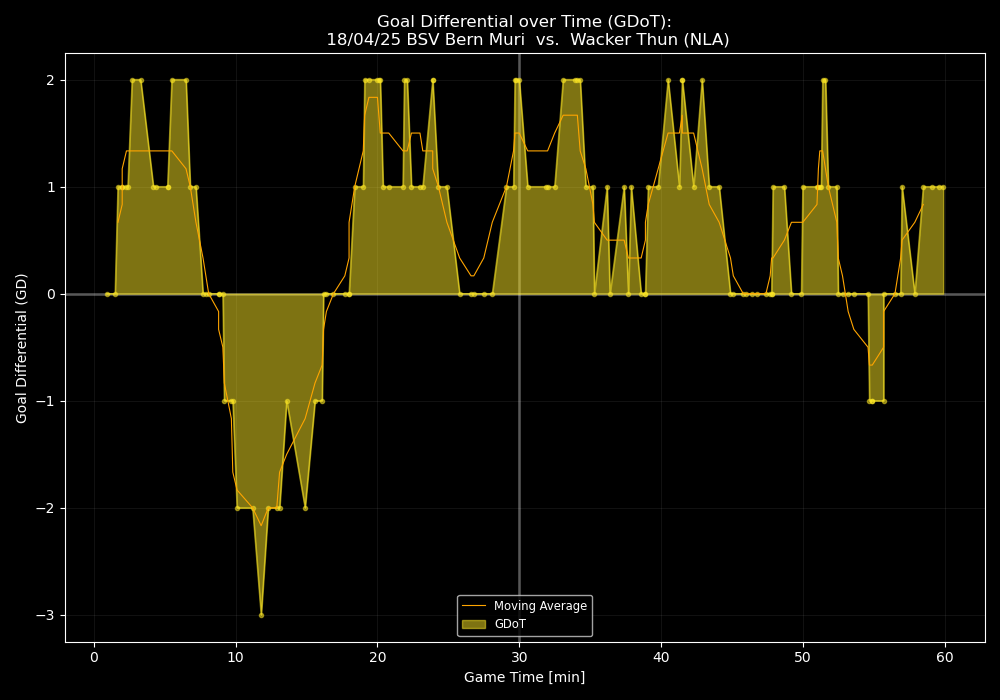 Goal Differential over Time (GDoT):
18/04/25 BSV Bern Muri  vs.  Wacker Thun (NLA)
Goal Differential (GD)
2
1
0
−1
−2
−3
Moving Average
GDoT
0 10 20 30 40 50 60
Game Time [min]